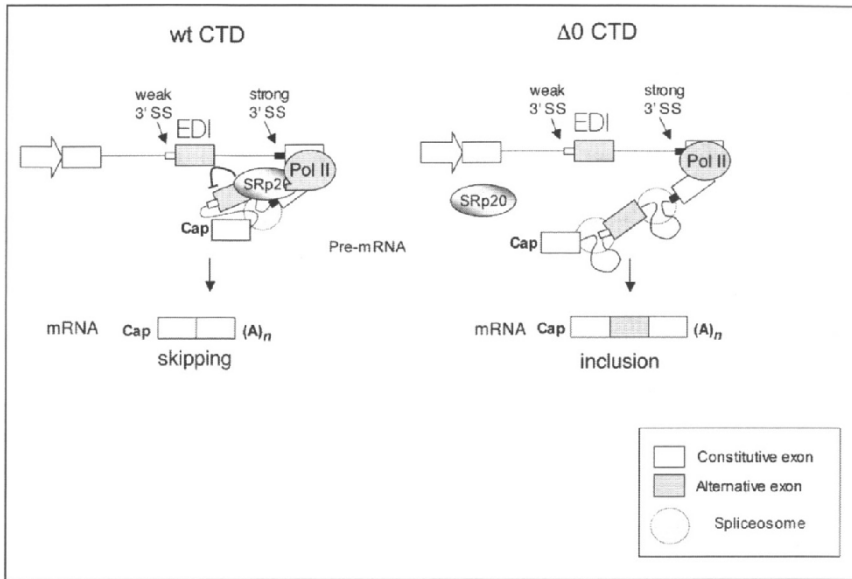 wt CTD
weak
3' SS
EDI
strong
3' SS
Pol II
SRp20
Cap
Pre-mRNA
mRNA Cap (A)n
skipping
Δ0 CTD
weak
3' SS
EDI
strong
3' SS
Pol II
SRp20
Cap
mRNA Cap (A)n
inclusion
Constitutive exon
Alternative exon
Spliceosome